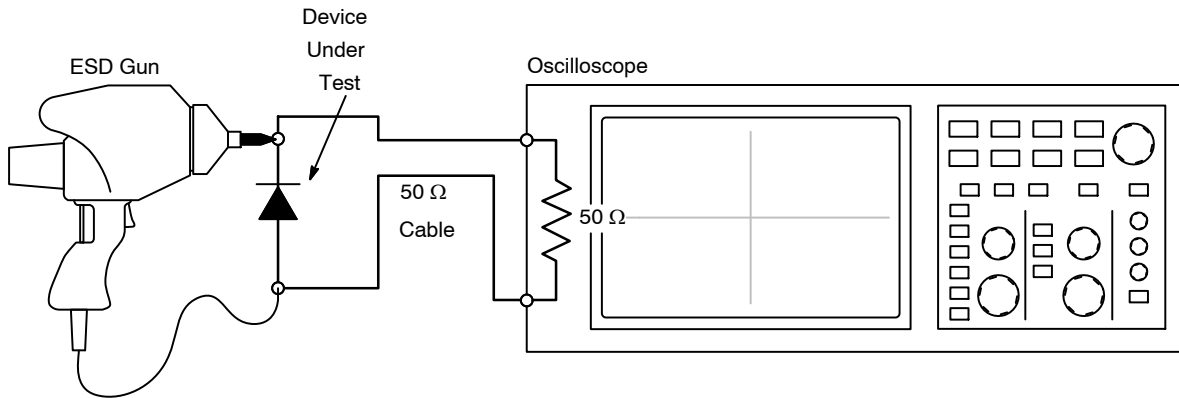 Device
Under
Test
ESD Gun
Oscilloscope
50 Ω
Cable
50 Ω